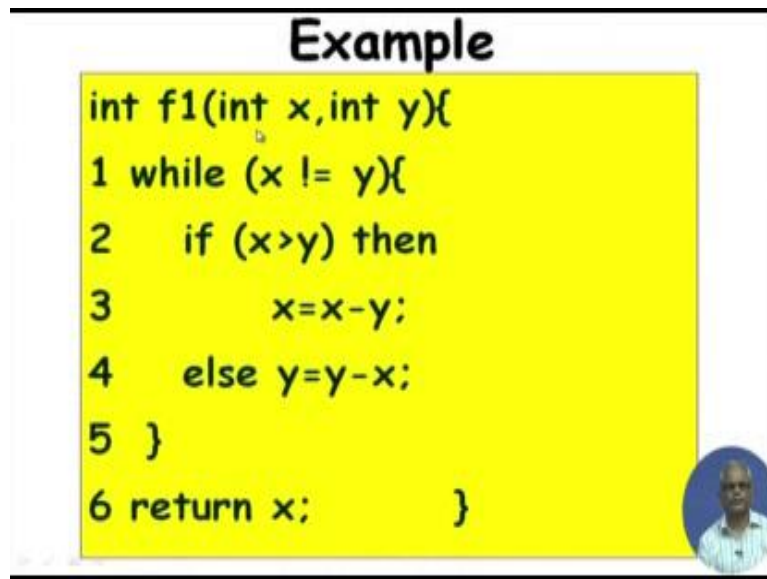 Example
int f1(int x,int y){
1 while (x != y){
2 if (x>y) then
3 x=x-y;
4 else y=y-x;
5 }
6 return x; }